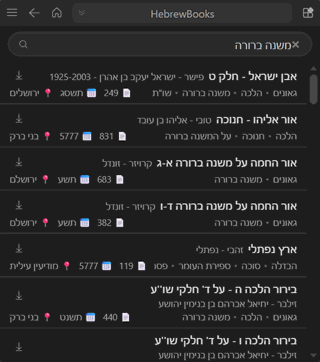 HebrewBooks
משנה ברורה
אבן ישראל - חלק ט פישר - ישראל יעקב בן אהרן - 1925-2003
גאונים • הלכה • משנה ברורה • שו"ת 249 תשסג ירושלים
אור אליהו - חנוכה טובי - אליהו בן עובד
הלכה • חנוכה • על המשנה ברורה 831 5777 בני ברק
אור החמה על משנה ברורה א-ג קרויזר - זונדל
גאונים • משנה ברורה 683 תשע ירושלים
אור החמה על משנה ברורה ד-ו קרויזר - זונדל
גאונים • משנה ברורה 382 תשע ירושלים
ארץ נפתלי זהבי - נפתלי
הבדלה • סוכה • ספירת העומר • פסו 119 5777 מודיעין עילית
בירור הלכה ה - על ד' חלקי שו"ע
זילבר - יחיאל אברהם בן בנימין יהושע
גאונים • הלכה • משנה ברורה 440 תשנט בני ברק
בירור הלכה ו - על ד' חלקי שו"ע
זילבר - יחיאל אברהם בן בנימין יהושע